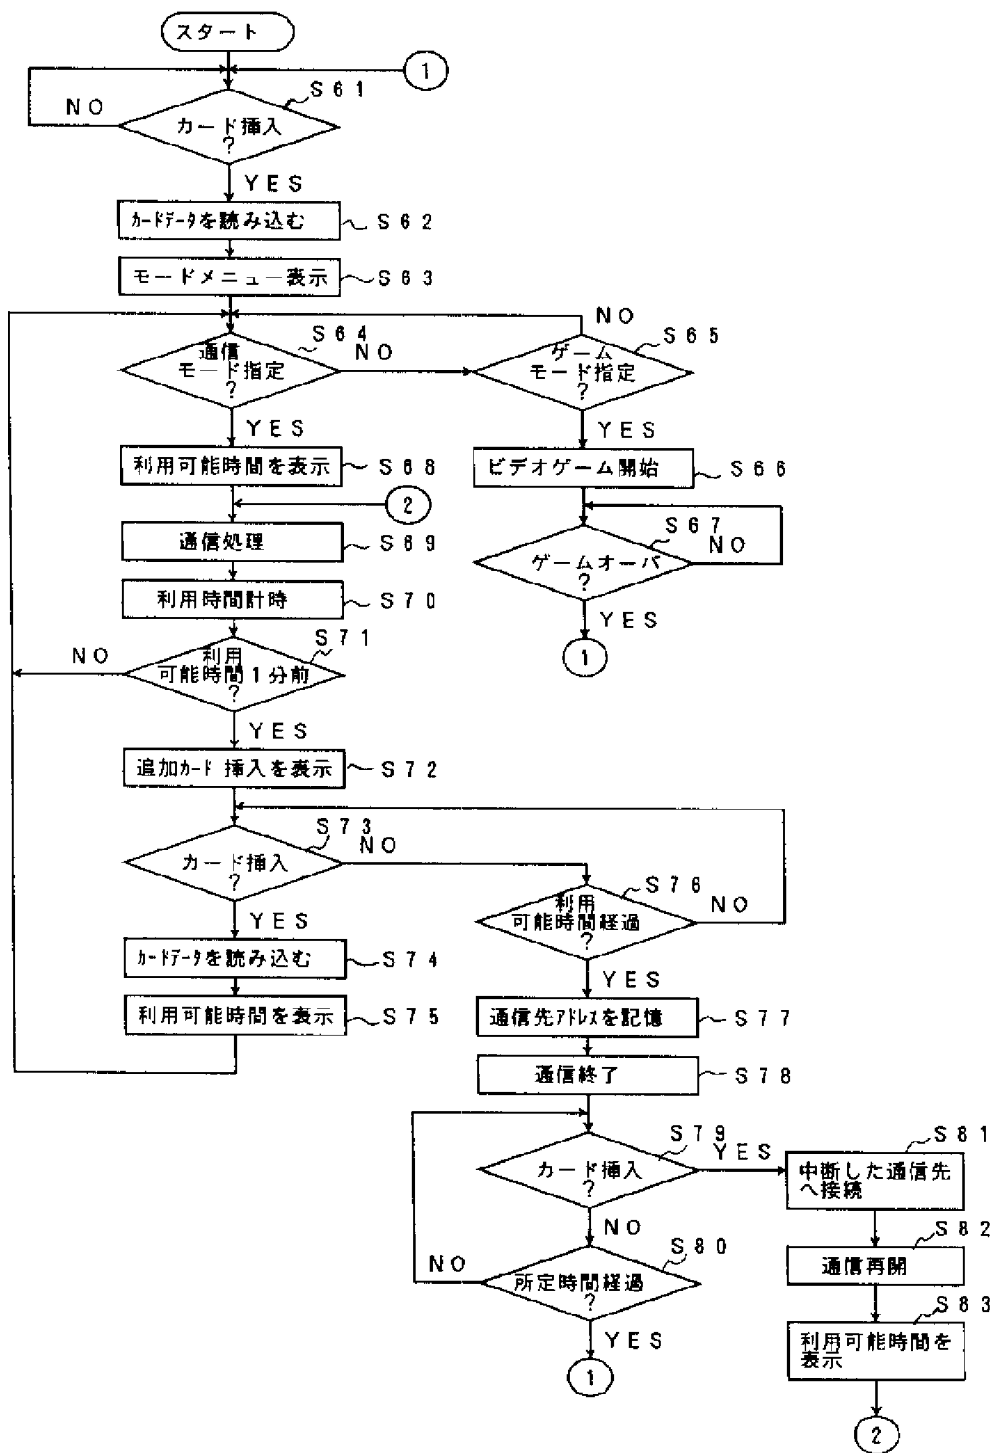 スタート
1
S61
NO
カード挿入
?
YES
カードデータを読み込む
S62
モードメニュー表示
S63
NO
S64
通信
モード指定
?
NO
S65
ゲーム
モード指定
?
YES
YES
利用可能時間を表示
S68
ビデオゲーム開始
S66
2
S67
通信処理
S69
ゲームオーバ
?
NO
利用時間計時
S70
YES
S71
1
NO
利用
可能時間1分前
?
YES
追加カード 挿入を表示
S72
S73
カード挿入
?
NO
S76
利用
可能時間経過
?
NO
YES
カードデータを読み込む
S74
YES
利用可能時間を表示
S75
通信先アドレスを記憶
S77
通信終了
S78
S79
カード挿入
?
YES
S81
中断した通信先
へ接続
NO
S82
通信再開
S80
NO
所定時間経過
?
S83
利用可能時間を
表示
YES
1
2